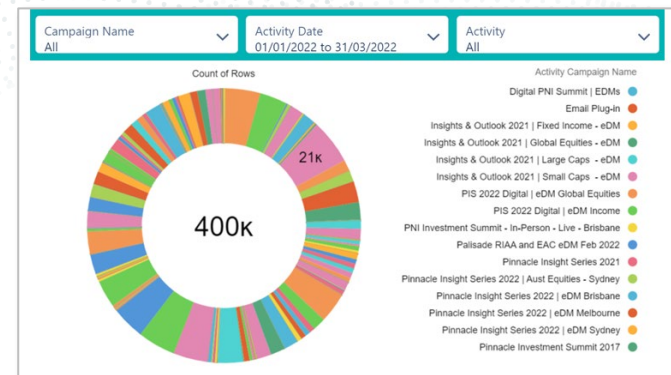 Campaign Name
All
Activity Date
01/01/2022 to 31/03/2022
Activity
All
Count of Rows
21K
400K
Activity Campaign Name
Digital PNI Summit | EDMs
Email Plug-in
Insights & Outlook 2021 | Fixed Income - eDM
Insights & Outlook 2021 | Global Equities - eDM
Insights & Outlook 2021 | Large Caps - eDM
Insights & Outlook 2021 | Small Caps - eDM
PIS 2022 Digital | eDM Global Equities
PIS 2022 Digital | eDM Income
PNI Investment Summit - In-Person - Live - Brisbane
Palisade RIAA and EAC eDM Feb 2022
Pinnacle Insight Series 2021
Pinnacle Insight Series 2022 | Aust Equities - Sydney
Pinnacle Insight Series 2022 | eDM Brisbane
Pinnacle Insight Series 2022 | eDM Melbourne
Pinnacle Insight Series 2022 | eDM Sydney
Pinnacle Investment Summit 2017